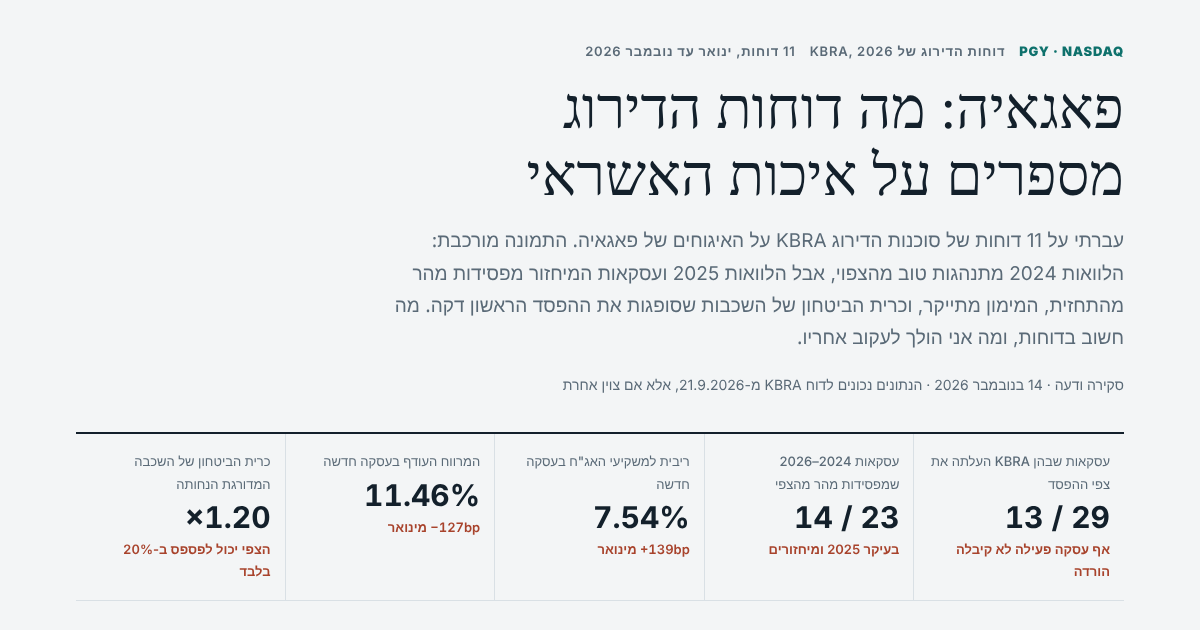 PGY · NASDAQ דוחות הדירוג של KBRA, 2026 11 דוחות, ינואר עד נובמבר 2026
פאגאיה: מה דוחות הדירוג
מספרים על איכות האשראי
עברתי על 11 דוחות של סוכנות הדירוג KBRA על האיגוחים של פאגאיה. התמונה מורכבת:
הלוואות 2024 מתנהגות טוב מהצפוי, אבל הלוואות 2025 ועסקאות המיחזור מפסידות מהר
מהתחזית, המימון מתייקר, וכרית הביטחון של השכבות שסופגות את ההפסד הראשון דקה. מה
חשוב בדוחות, ומה אני הולך לעקוב אחריו.
סקירה ודעה · 14 בנובמבר 2026 · הנתונים נכונים לדוח KBRA מ-21.9.2026, אלא אם צוין אחרת
עסקאות שבהן KBRA העלתה את
צפי ההפסד
13 / 29
אף עסקה פעילה לא קיבלה
הורדה
עסקאות 2024–2026
שמפסידות מהר מהצפי
14 / 23
בעיקר 2025 ומיחזורים
ריבית למשקיעי האג"ח בעסקה
חדשה
7.54%
+139bp מינואר
המרווח העודף בעסקה חדשה
11.46%
−127bp מינואר
כרית הביטחון של השכבה
המדורגת הנחותה
×1.20
הצפי יכול לפספס ב-20%
בלבד